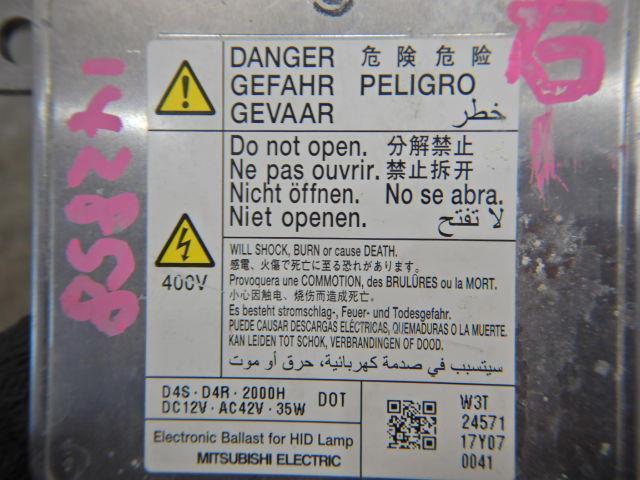 DANGER 危険 危险
GEFAHR PELIGRO
GEVAAR خطر
Do not open. 分解禁止
Ne pas ouvrir. 禁止拆开
Nicht öffnen. No se abra.
Niet openen. لا تفتح
400V
WILL SHOCK, BURN or cause DEATH.
感電、火傷で死亡に至る恐れがあります。
Provoquera une COMMOTION, des BRULÛRES ou la MORT.
小心因触电、烧伤而造成死亡。
Es besteht stromschlag-, Feuer- und Todesgefahr.
PUEDE CAUSAR DESCARGAS ELÉCTRICAS, QUEMADURAS O LA MUERTE.
KAN LEIDEN TOT SCHOK, VERBRANDINGEN OF DOOD.
سيتسبب في صدمة كهربائية، حرق أو موت
D4S · D4R · 2000H DOT
DC12V · AC42V · 35W
Electronic Ballast for HID Lamp
MITSUBISHI ELECTRIC
W3T
24571
17Y07
0041
右